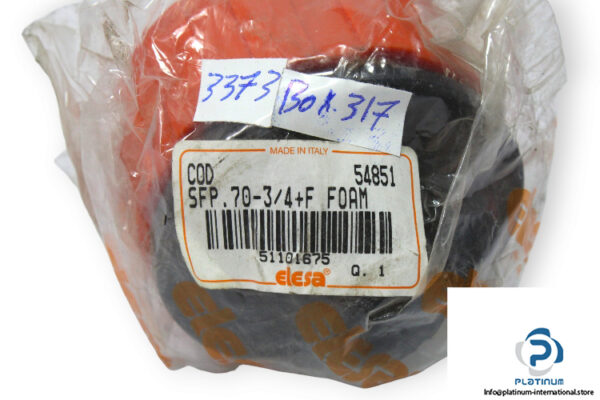 3373
Box 317
MADE IN ITALY
COD 54851
SFP.70-3/4+F FOAM
51101675
Q. 1
elesa®
PLATINUM
Info@platinum-international.store